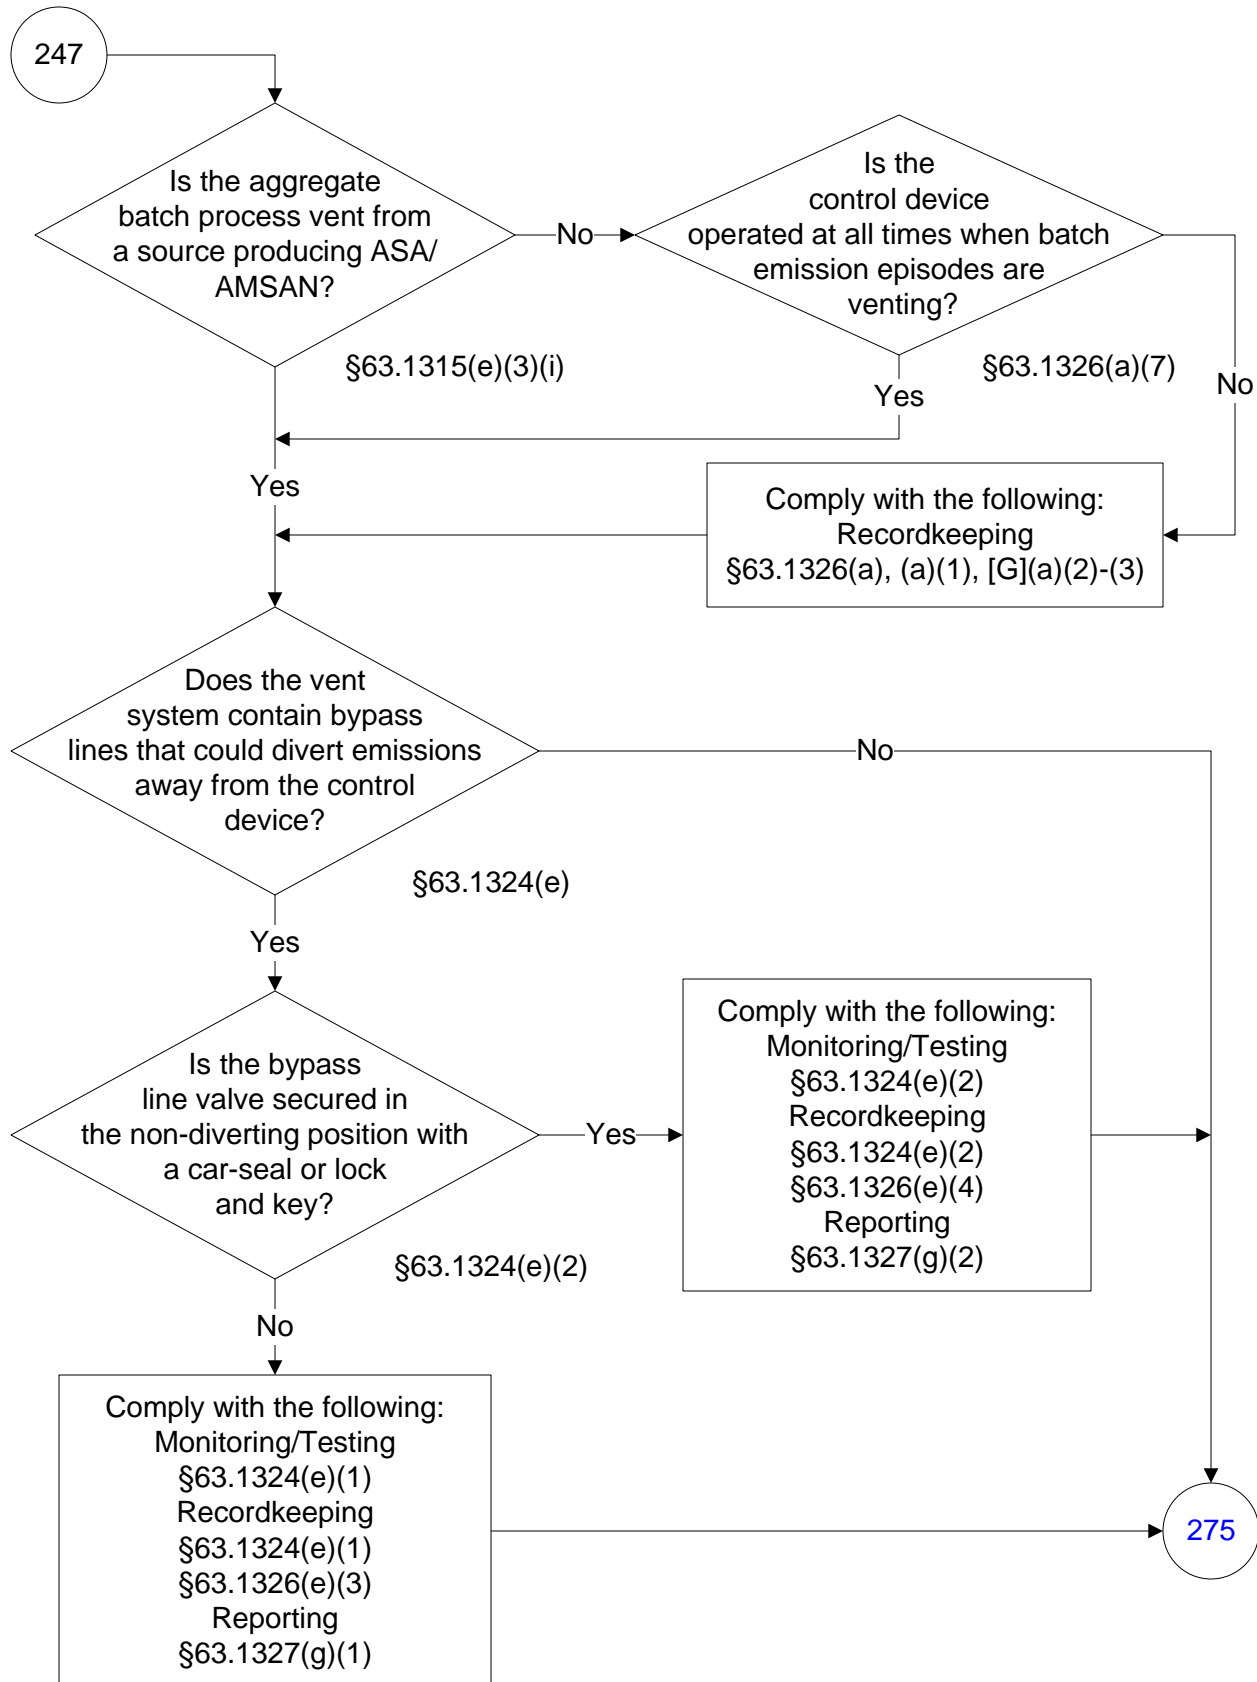 247
Is the aggregate
batch process vent from
a source producing ASA/
AMSAN?
No
Is the
control device
operated at all times when batch
emission episodes are
venting?
§63.1315(e)(3)(i)
§63.1326(a)(7)
No
Yes
Yes
Comply with the following:
Recordkeeping
§63.1326(a), (a)(1), [G](a)(2)-(3)
Does the vent
system contain bypass
lines that could divert emissions
away from the control
device?
No
§63.1324(e)
Yes
Is the bypass
line valve secured in
the non-diverting position with
a car-seal or lock
and key?
Yes
Comply with the following:
Monitoring/Testing
§63.1324(e)(2)
Recordkeeping
§63.1324(e)(2)
§63.1326(e)(4)
Reporting
§63.1327(g)(2)
§63.1324(e)(2)
No
Comply with the following:
Monitoring/Testing
§63.1324(e)(1)
Recordkeeping
§63.1324(e)(1)
§63.1326(e)(3)
Reporting
§63.1327(g)(1)
275